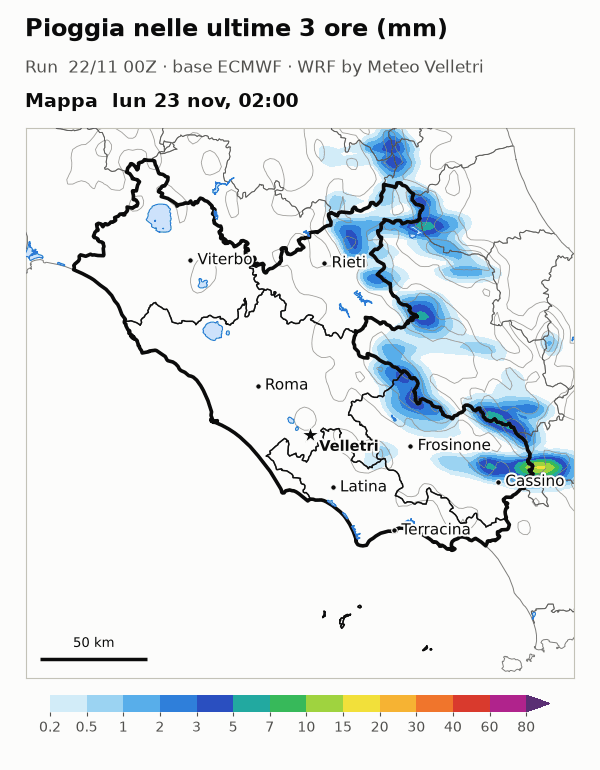 Pioggia nelle ultime 3 ore (mm)
Run 22/11 00Z · base ECMWF · WRF by Meteo Velletri
Mappa lun 23 nov, 02:00
Viterbo
Rieti
Roma
Velletri
Frosinone
Latina
Cassino
Terracina
50 km
0.2 0.5 1 2 3 5 7 10 15 20 30 40 60 80